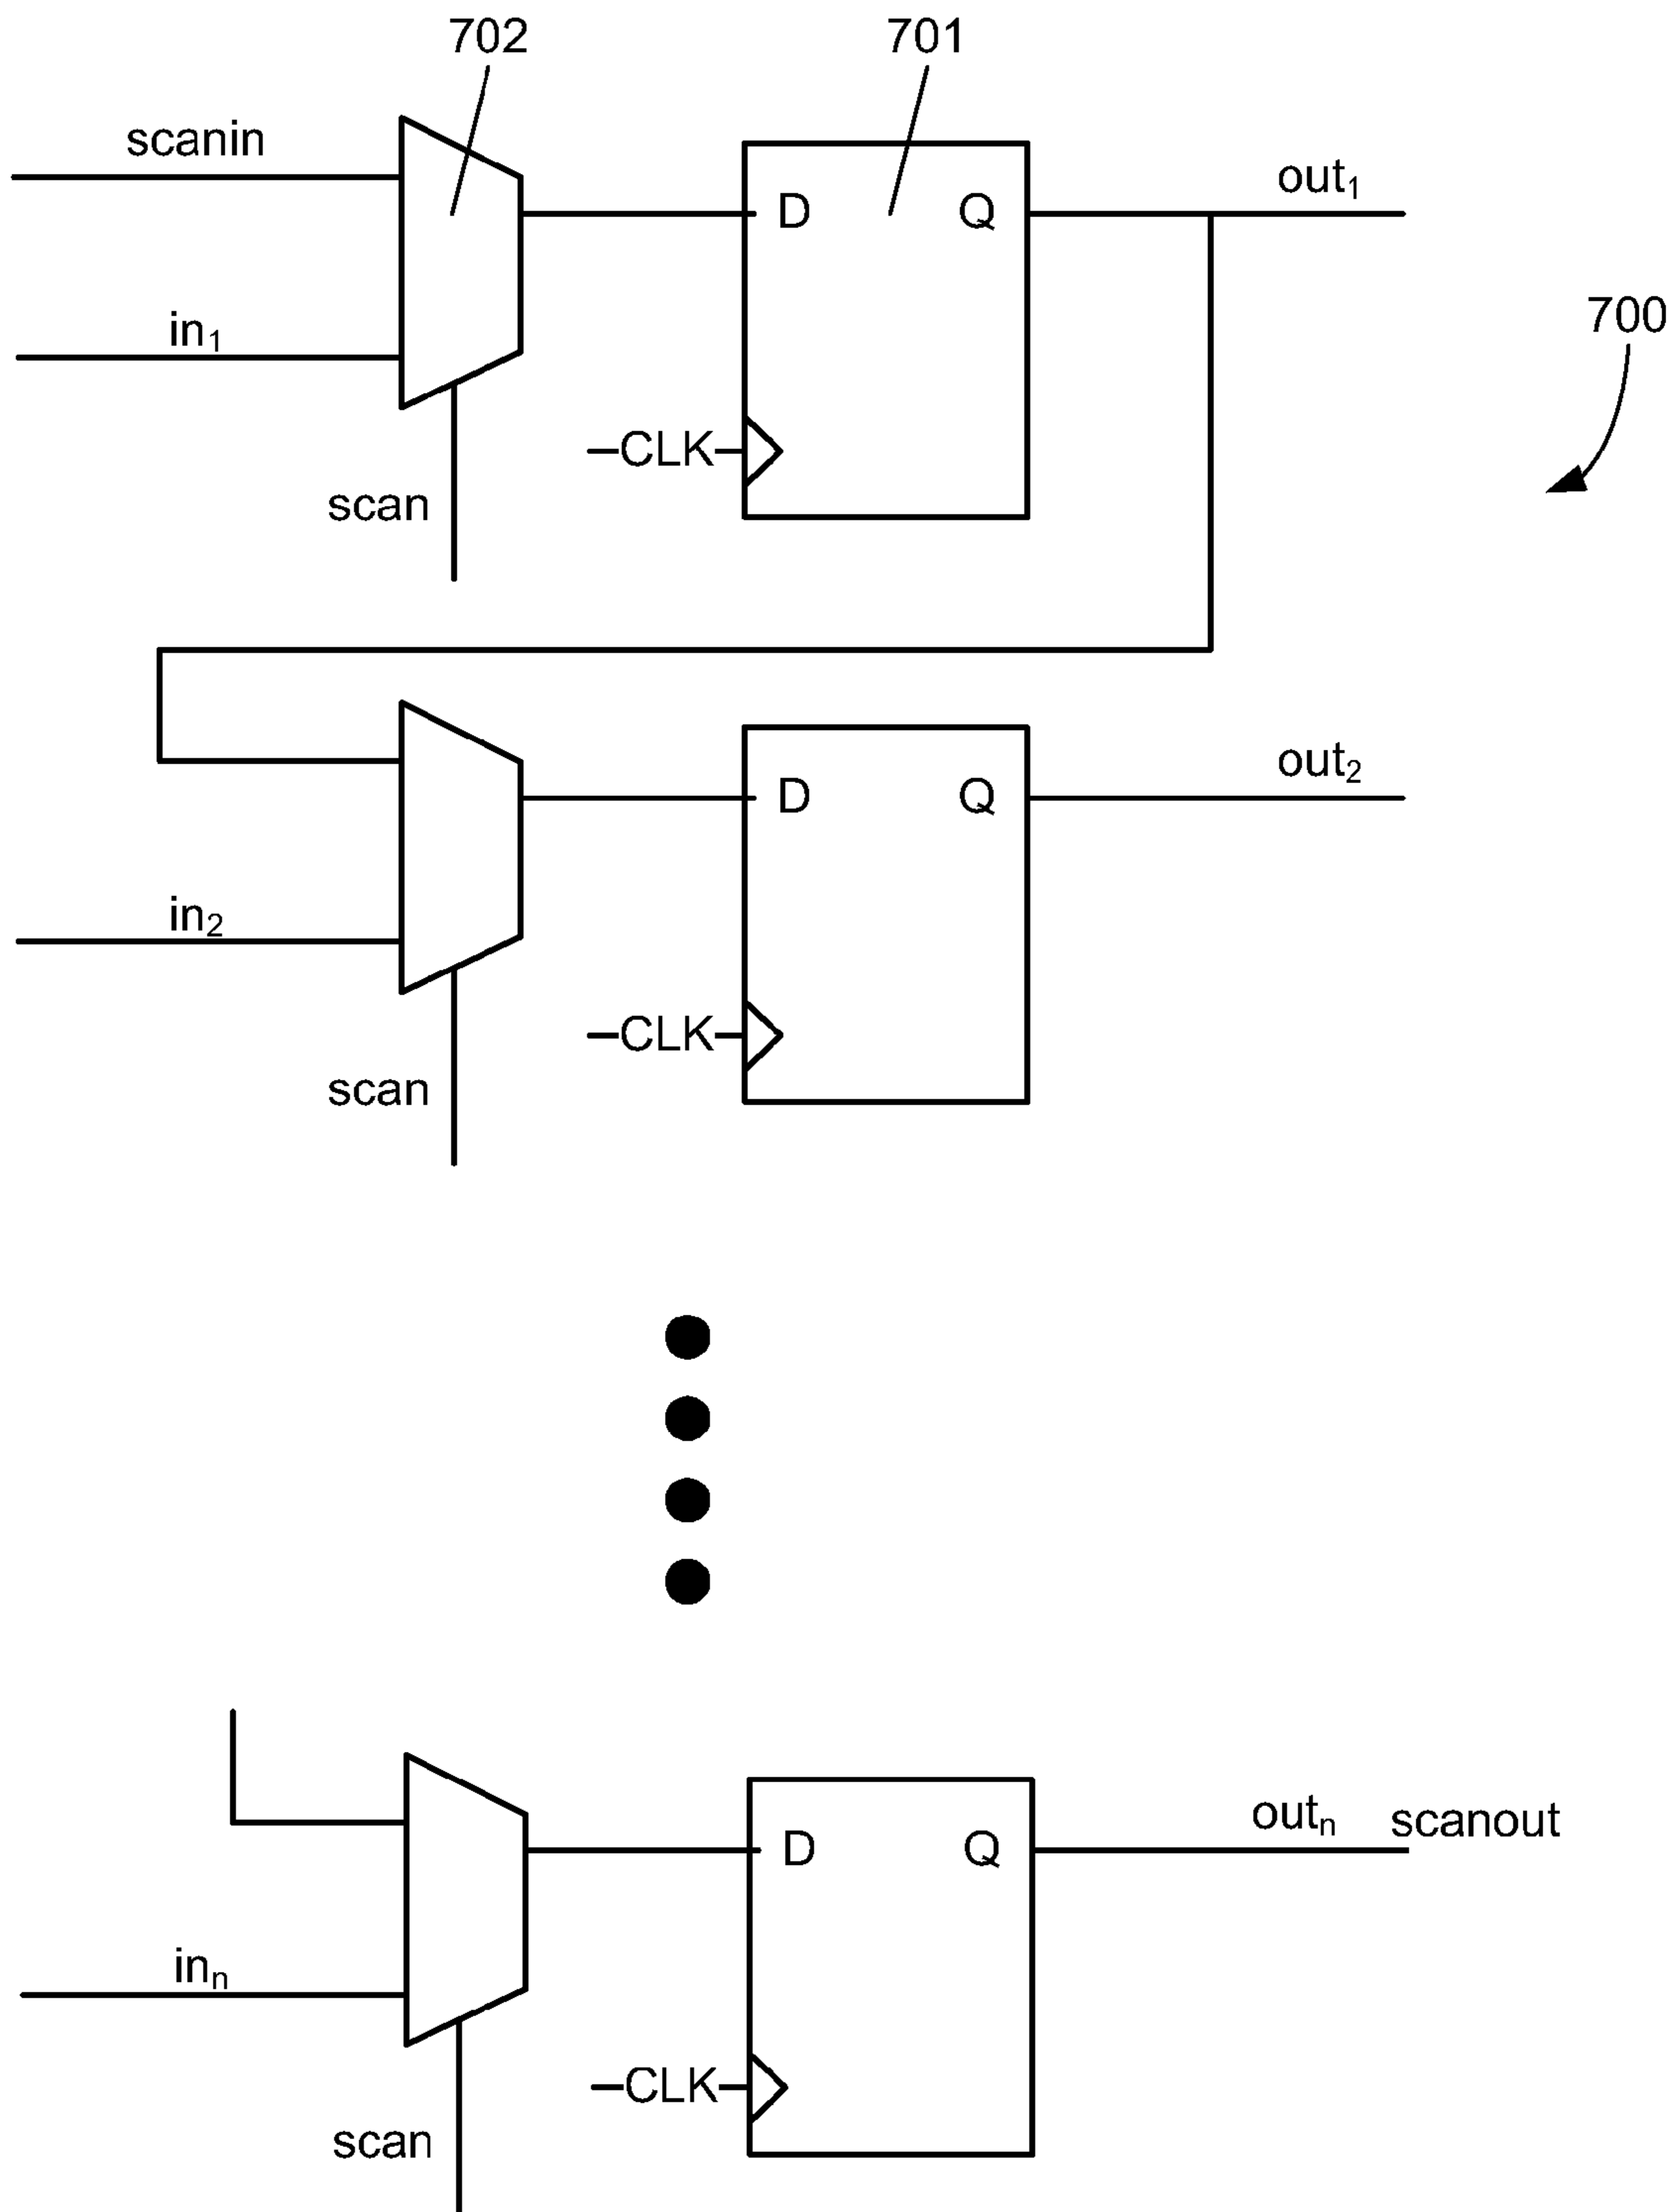 702
701
scanin
D
Q
out₁
in₁
700
CLK
scan
D
Q
out₂
in₂
CLK
scan
D
Q
outₙ
scanout
inₙ
CLK
scan